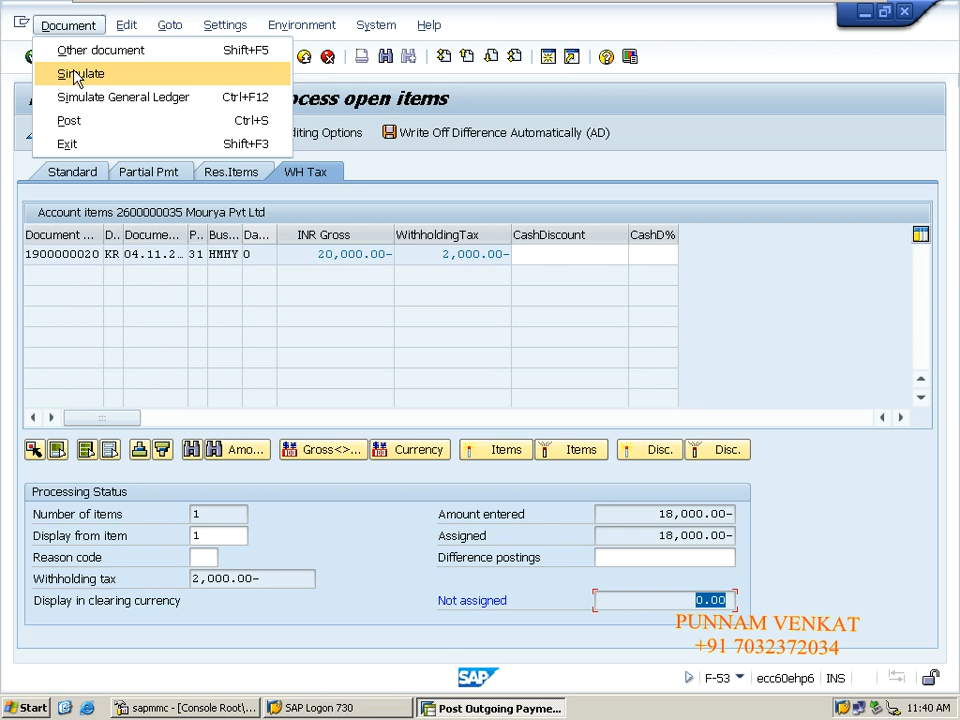 Document Edit Goto Settings Environment System Help
Other document Shift+F5
Simulate
Simulate General Ledger Ctrl+F12
Post Ctrl+S
Exit Shift+F3
ocess open items
diting Options Write Off Difference Automatically (AD)
Standard Partial Pmt Res.Items WH Tax
Account items 2600000035 Mourya Pvt Ltd
Document ... D.. Docume... P.. Bus... Da... INR Gross WithholdingTax CashDiscount CashD%
1900000020 KR 04.11.2… 31 HMHY 0 20,000.00- 2,000.00-
Amo... Gross<>... Currency Items Items Disc. Disc.
Processing Status
Number of items 1 Amount entered 18,000.00-
Display from item 1 Assigned 18,000.00-
Reason code Difference postings
Withholding tax 2,000.00-
Display in clearing currency Not assigned 0.00
PUNNAM VENKAT
+91 7032372034
SAP F-53 ecc60ehp6 INS
Start sapmmc - [Console Root\... SAP Logon 730 Post Outgoing Payme... 11:40 AM